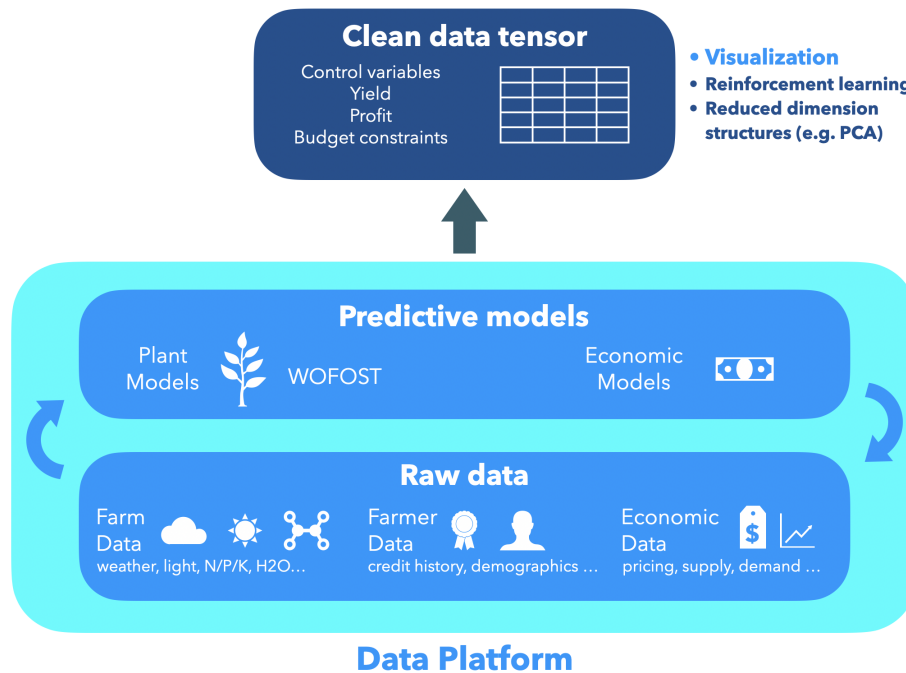 Clean data tensor
Control variables
Yield
Profit
Budget constraints
• Visualization
• Reinforcement learning
• Reduced dimension
structures (e.g. PCA)
Predictive models
Plant
Models
WOFOST
Economic
Models
Raw data
Farm
Data
weather, light, N/P/K, H2O...
Farmer
Data
credit history, demographics ...
Economic
Data
$
pricing, supply, demand ...
Data Platform